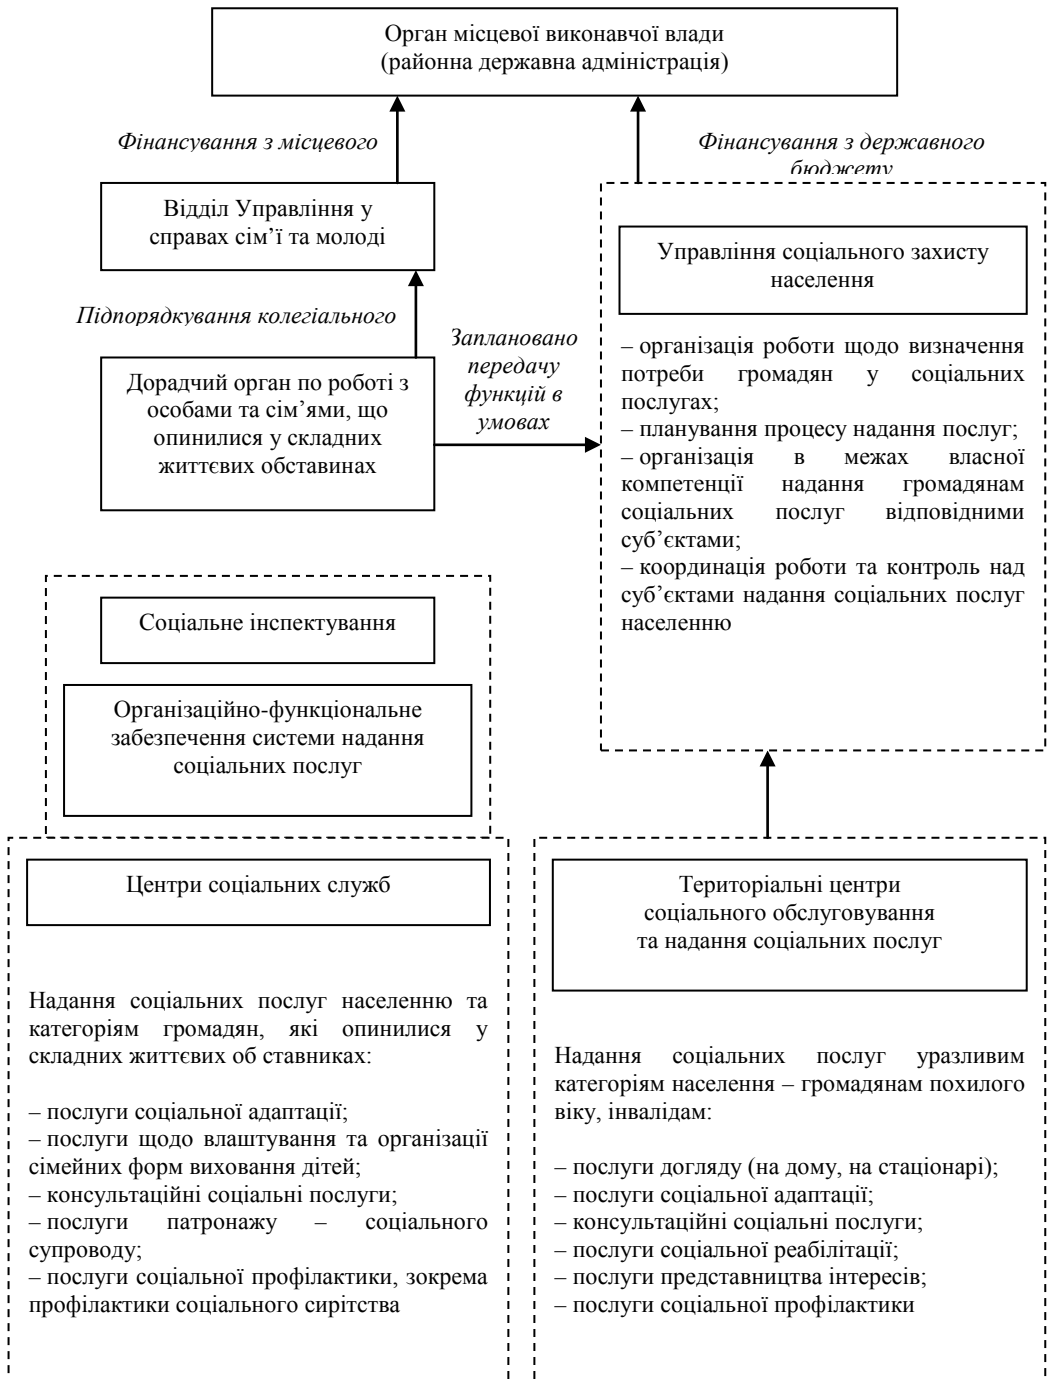 Орган місцевої виконавчої влади
(районна державна адміністрація)
Фінансування з місцевого
Фінансування з державного
бюджету
Відділ Управління у
справах сім’ї та молоді
Управління соціального захисту
населення
Підпорядкування колегіального
Заплановано
передачу
функцій в
умовах
Дорадчий орган по роботі з
особами та сім’ями, що
опинилися у складних
життєвих обставинах
– організація роботи щодо визначення
потреби громадян у соціальних
послугах;
– планування процесу надання послуг;
– організація в межах власної
компетенції надання громадянам
соціальних послуг відповідними
суб’єктами;
– координація роботи та контроль над
суб’єктами надання соціальних послуг
населенню
Соціальне інспектування
Організаційно-функціональне
забезпечення системи надання
соціальних послуг
Центри соціальних служб
Надання соціальних послуг населенню та
категоріям громадян, які опинилися у
складних життєвих об ставниках:
– послуги соціальної адаптації;
– послуги щодо влаштування та організації
сімейних форм виховання дітей;
– консультаційні соціальні послуги;
– послуги патронажу – соціального
супроводу;
– послуги соціальної профілактики, зокрема
профілактики соціального сирітства
Територіальні центри
соціального обслуговування
та надання соціальних послуг
Надання соціальних послуг уразливим
категоріям населення – громадянам похилого
віку, інвалідам:
– послуги догляду (на дому, на стаціонарі);
– послуги соціальної адаптації;
– консультаційні соціальні послуги;
– послуги соціальної реабілітації;
– послуги представництва інтересів;
– послуги соціальної профілактики